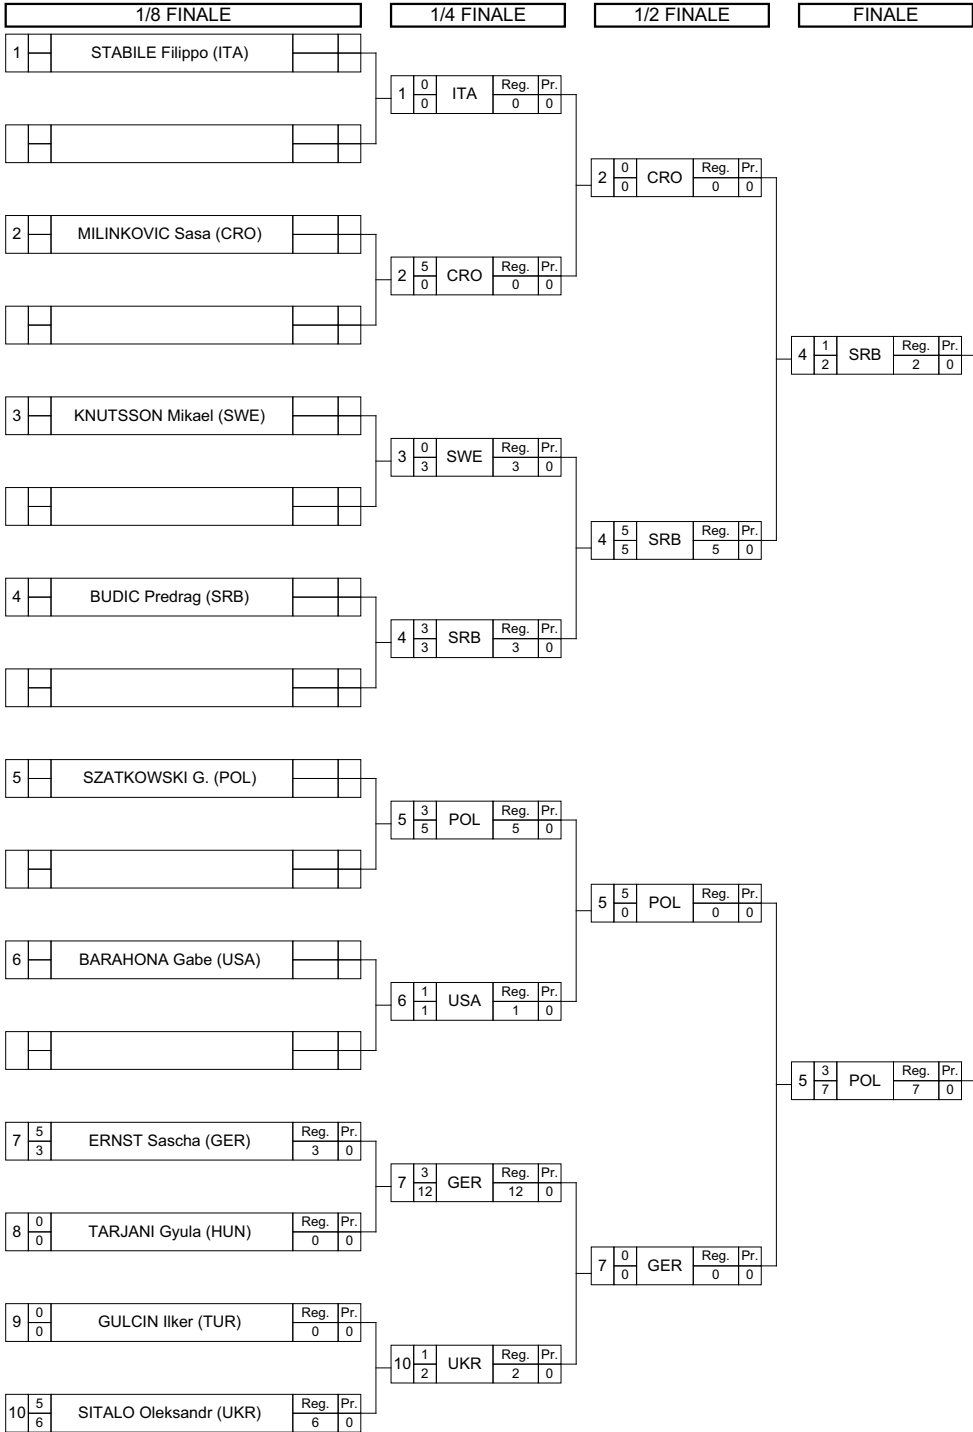 1/8 FINALE 1/4 FINALE 1/2 FINALE FINALE
1 STABILE Filippo (ITA)
1 0 0 ITA Reg. Pr. 0 0
2 0 0 CRO Reg. Pr. 0 0
2 MILINKOVIC Sasa (CRO)
2 5 0 CRO Reg. Pr. 0 0
4 1 2 SRB Reg. Pr. 2 0
3 KNUTSSON Mikael (SWE)
3 0 3 SWE Reg. Pr. 3 0
4 5 5 SRB Reg. Pr. 5 0
4 BUDIC Predrag (SRB)
4 3 3 SRB Reg. Pr. 3 0
5 SZATKOWSKI G. (POL)
5 3 5 POL Reg. Pr. 5 0
5 5 0 POL Reg. Pr. 0 0
6 BARAHONA Gabe (USA)
6 1 1 USA Reg. Pr. 1 0
5 3 7 POL Reg. Pr. 7 0
7 5 3 ERNST Sascha (GER) Reg. Pr. 3 0
7 3 12 GER Reg. Pr. 12 0
8 0 0 TARJANI Gyula (HUN) Reg. Pr. 0 0
7 0 0 GER Reg. Pr. 0 0
9 0 0 GULCIN Ilker (TUR) Reg. Pr. 0 0
10 1 2 UKR Reg. Pr. 2 0
10 5 6 SITALO Oleksandr (UKR) Reg. Pr. 6 0